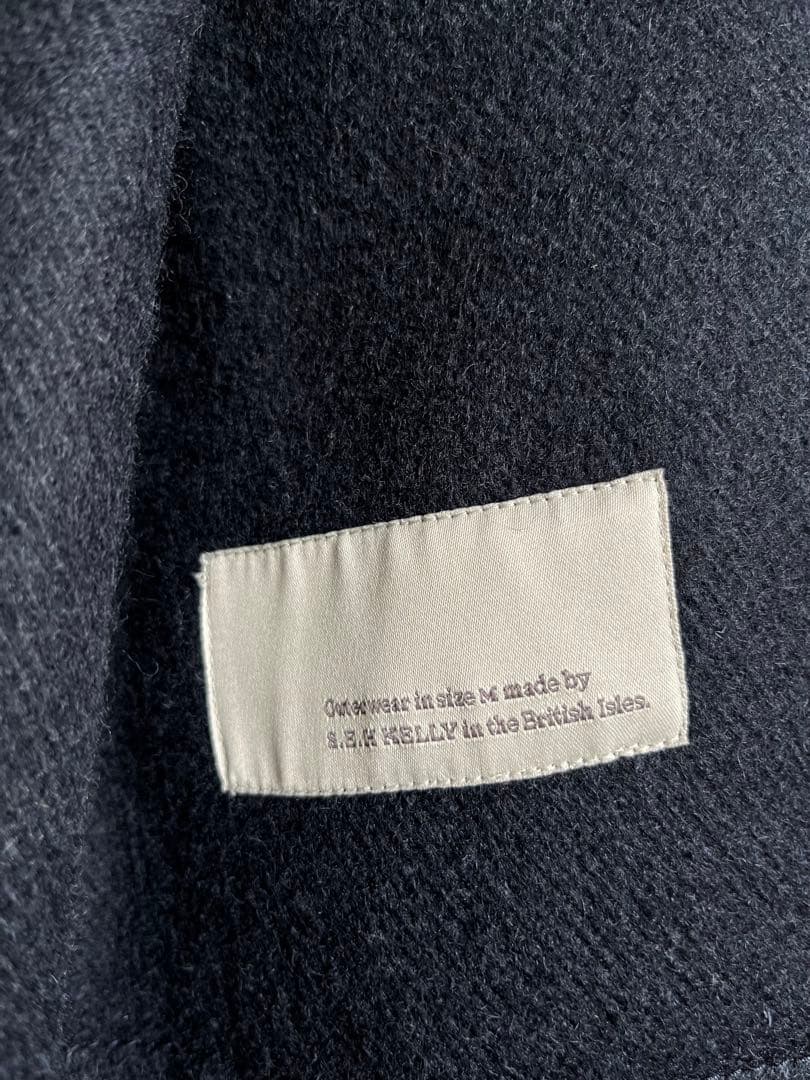 Outerwear in size M made by
S.E.H KELLY in the British Isles.